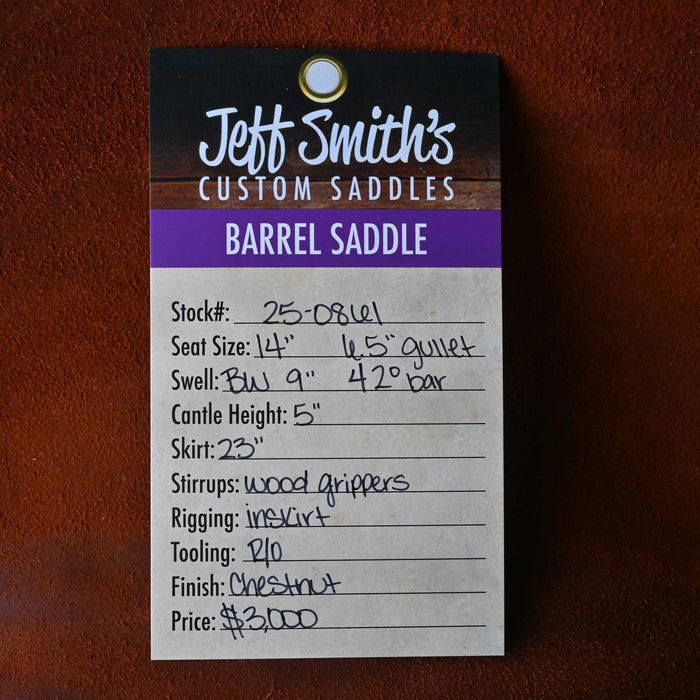 Jeff Smith's
CUSTOM SADDLES
BARREL SADDLE
Stock#: 25-0861
Seat Size: 14" 6.5" gullet
Swell: BW 9" 42° bar
Cantle Height: 5"
Skirt: 23"
Stirrups: wood grippers
Rigging: inskirt
Tooling: R/O
Finish: Chestnut
Price: $3,000